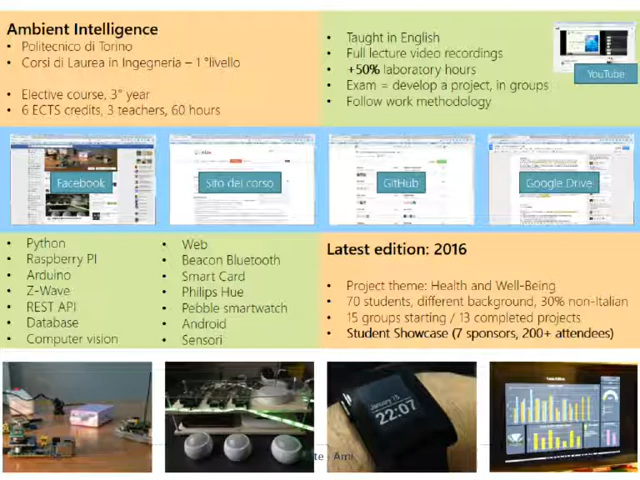 Ambient Intelligence
• Politecnico di Torino
• Corsi di Laurea in Ingegneria – 1°livello
• Elective course, 3° year
• 6 ECTS credits, 3 teachers, 60 hours
• Taught in English
• Full lecture video recordings
• +50% laboratory hours
• Exam = develop a project, in groups
• Follow work methodology
YouTube
Facebook
Sito del corso
GitHub
Google Drive
• Python
• Raspberry PI
• Arduino
• Z-Wave
• REST API
• Database
• Computer vision
• Web
• Beacon Bluetooth
• Smart Card
• Philips Hue
• Pebble smartwatch
• Android
• Sensori
Latest edition: 2016
• Project theme: Health and Well-Being
• 70 students, different background, 30% non-Italian
• 15 groups starting / 13 completed projects
• Student Showcase (7 sponsors, 200+ attendees)
January 15
22:07
Ami